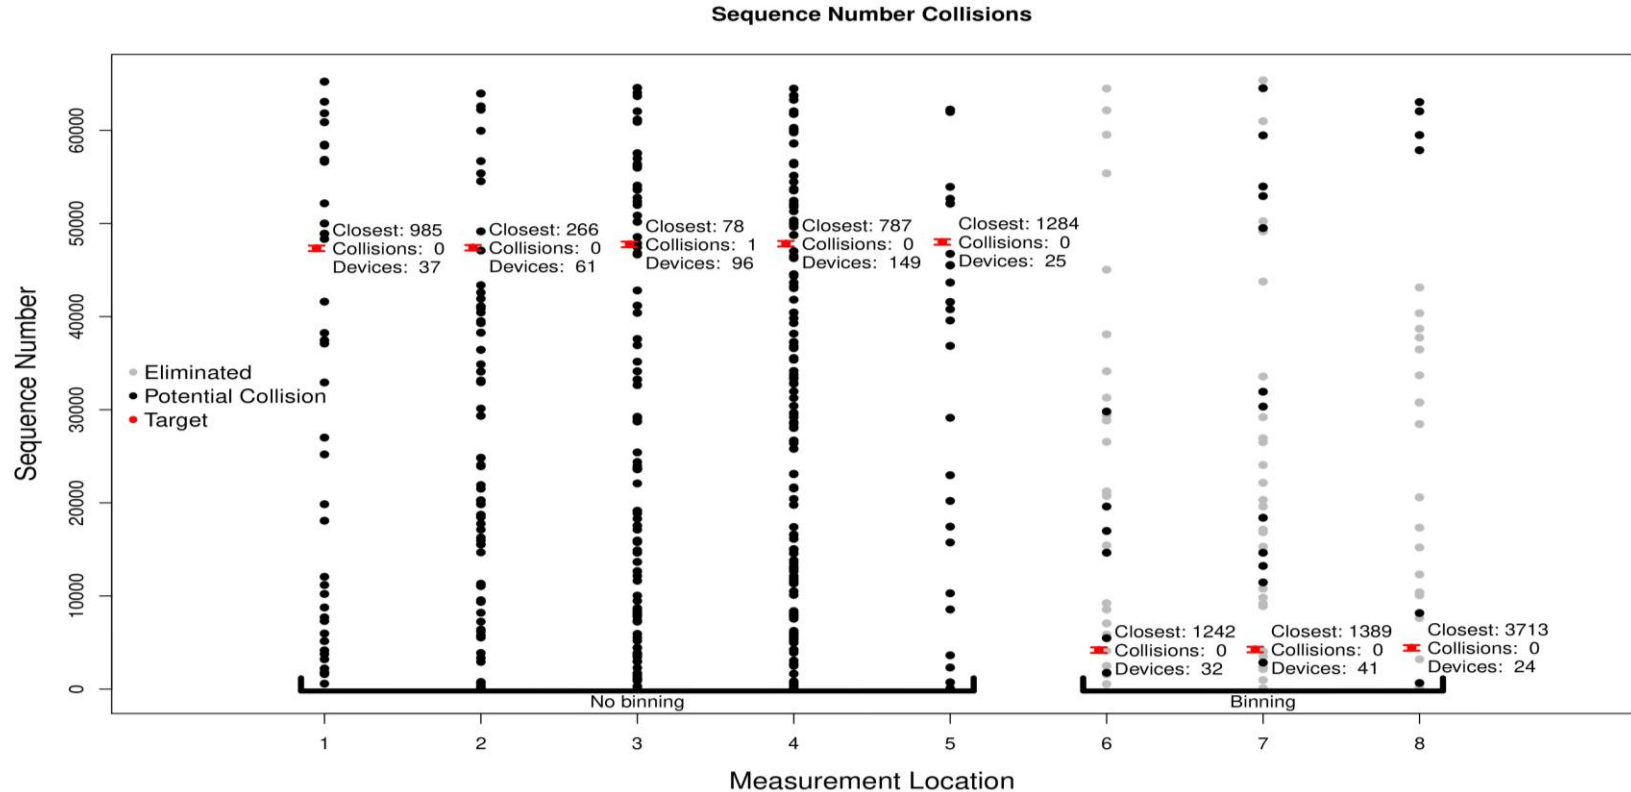 Sequence Number Collisions
Sequence Number
60000
50000
40000
30000
20000
10000
0
Eliminated
Potential Collision
Target
Closest: 985
Collisions: 0
Devices: 37
Closest: 266
Collisions: 0
Devices: 61
Closest: 78
Collisions: 1
Devices: 96
Closest: 787
Collisions: 0
Devices: 149
Closest: 1284
Collisions: 0
Devices: 25
Closest: 1242
Collisions: 0
Devices: 32
Closest: 1389
Collisions: 0
Devices: 41
Closest: 3713
Collisions: 0
Devices: 24
No binning
Binning
1 2 3 4 5 6 7 8
Measurement Location